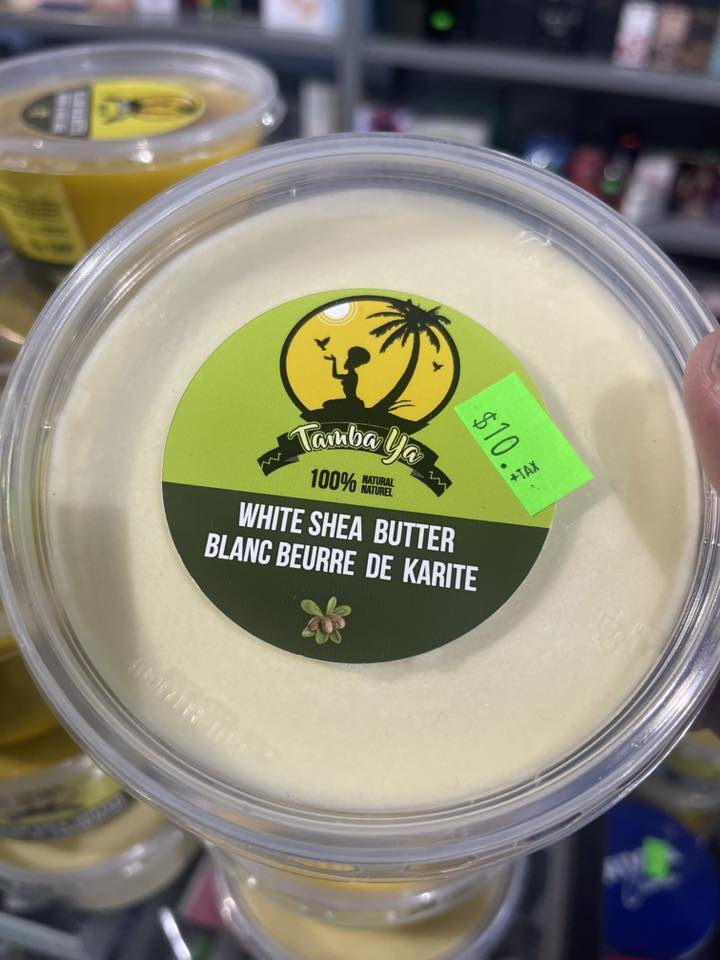 Tamba Ya
100% NATURAL
NATUREL
$10.
+TAX
WHITE SHEA BUTTER
BLANC BEURRE DE KARITE